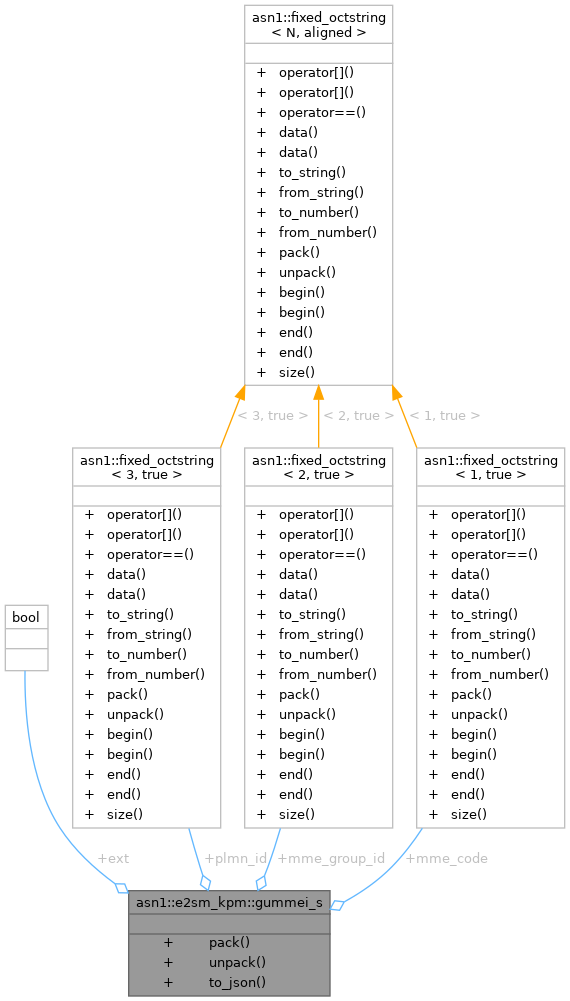 asn1::fixed_octstring
< N, aligned >
+ operator[]()
+ operator[]()
+ operator==()
+ data()
+ data()
+ to_string()
+ from_string()
+ to_number()
+ from_number()
+ pack()
+ unpack()
+ begin()
+ begin()
+ end()
+ end()
+ size()
< 3, true >
< 2, true >
< 1, true >
asn1::fixed_octstring
< 3, true >
+ operator[]()
+ operator[]()
+ operator==()
+ data()
+ data()
+ to_string()
+ from_string()
+ to_number()
+ from_number()
+ pack()
+ unpack()
+ begin()
+ begin()
+ end()
+ end()
+ size()
asn1::fixed_octstring
< 2, true >
+ operator[]()
+ operator[]()
+ operator==()
+ data()
+ data()
+ to_string()
+ from_string()
+ to_number()
+ from_number()
+ pack()
+ unpack()
+ begin()
+ begin()
+ end()
+ end()
+ size()
asn1::fixed_octstring
< 1, true >
+ operator[]()
+ operator[]()
+ operator==()
+ data()
+ data()
+ to_string()
+ from_string()
+ to_number()
+ from_number()
+ pack()
+ unpack()
+ begin()
+ begin()
+ end()
+ end()
+ size()
bool
+ext
+plmn_id
+mme_group_id
+mme_code
asn1::e2sm_kpm::gummei_s
+ pack()
+ unpack()
+ to_json()